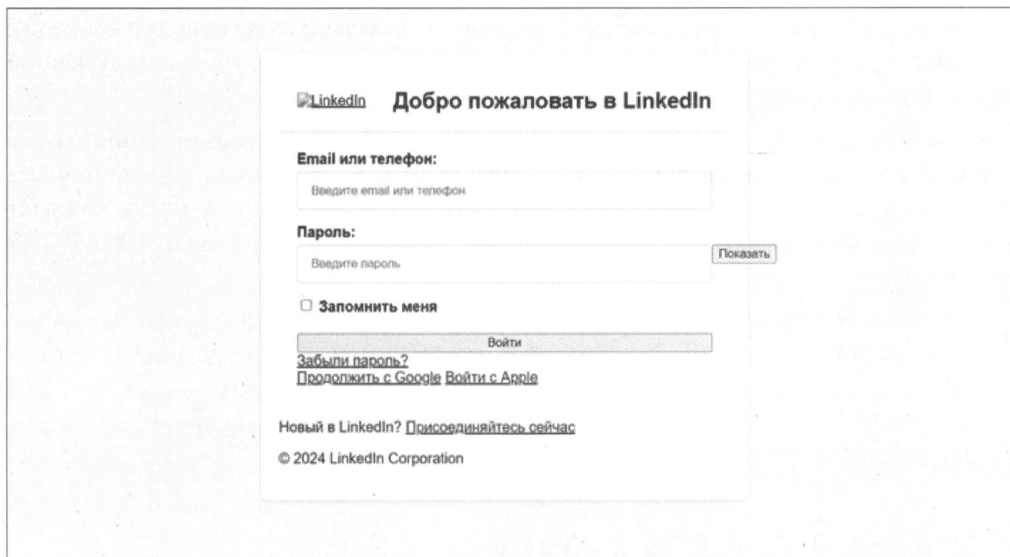 LinkedIn
Добро пожаловать в LinkedIn
Email или телефон:
Введите email или телефон
Пароль:
Введите пароль
Показать
Запомнить меня
Войти
Забыли пароль?
Продолжить с Google Войти с Apple
Новый в LinkedIn? Присоединяйтесь сейчас
© 2024 LinkedIn Corporation